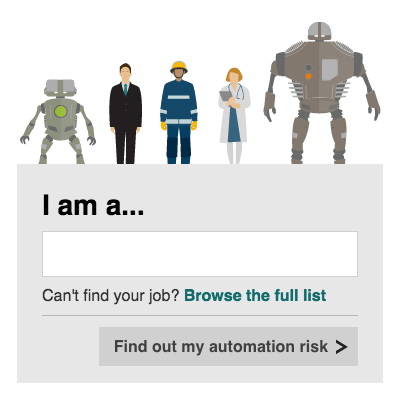 I am a...
Can't find your job? Browse the full list
Find out my automation risk